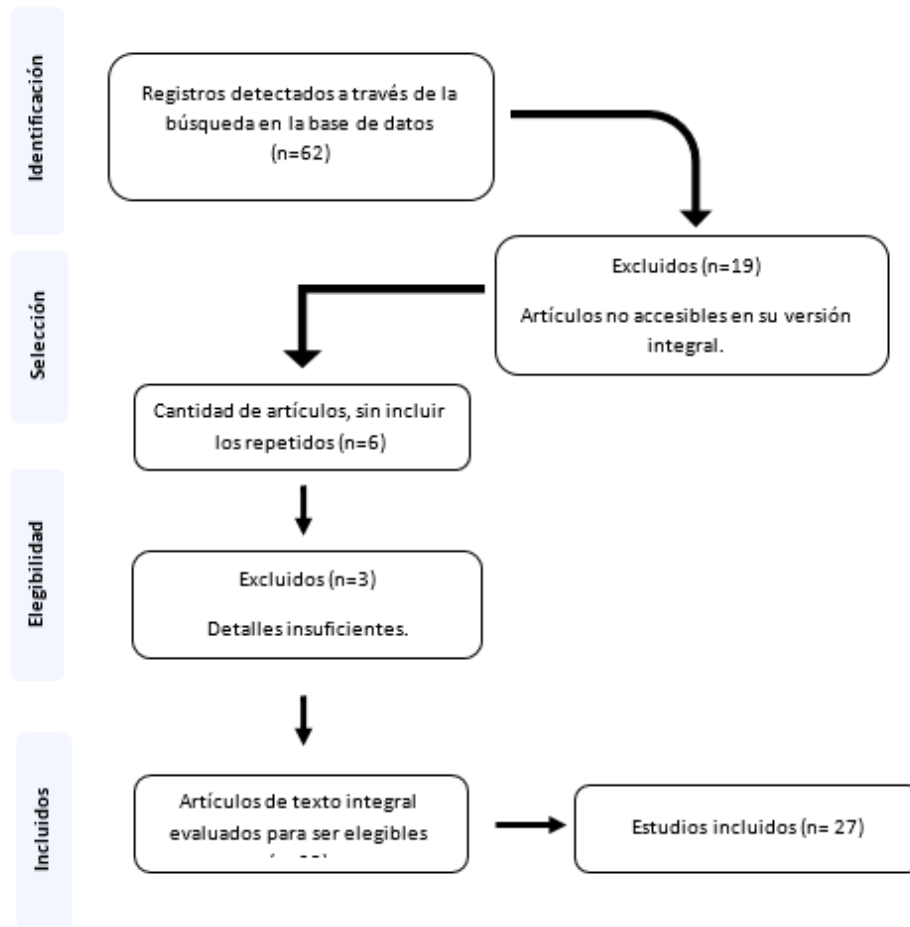 Identificación
Registros detectados a través de la
búsqueda en la base de datos
(n=62)
Excluidos (n=19)
Artículos no accesibles en su versión
integral.
Selección
Cantidad de artículos, sin incluir
los repetidos (n=6)
Elegibilidad
Excluidos (n=3)
Detalles insuficientes.
Incluidos
Artículos de texto integral
evaluados para ser elegibles
Estudios incluidos (n= 27)